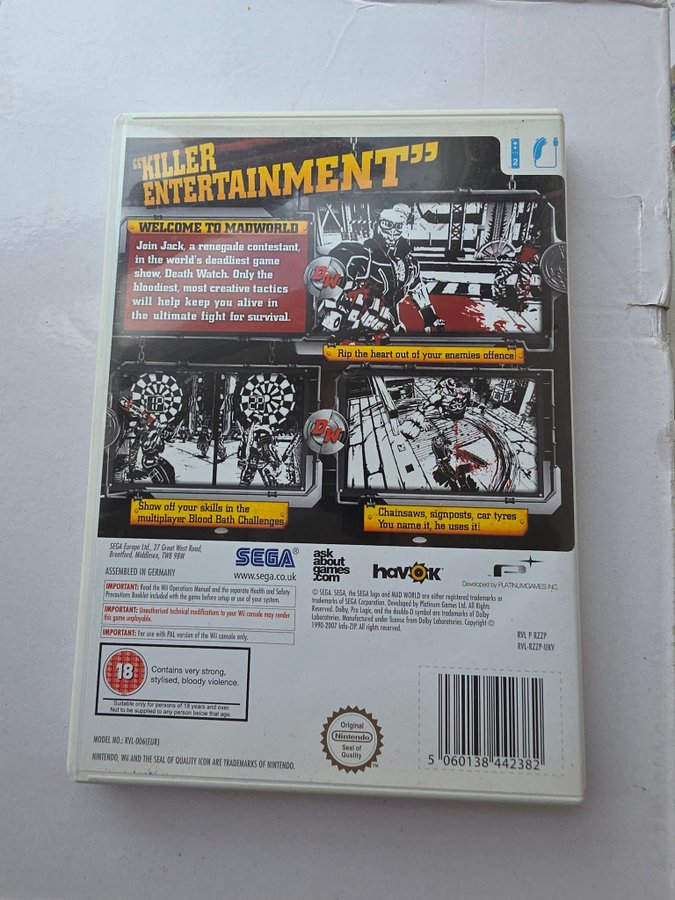 2
"KILLER
ENTERTAINMENT"
WELCOME TO MADWORLD
Join Jack, a renegade contestant,
in the world's deadliest game
show, Death Watch. Only the
bloodiest, most creative tactics
will help keep you alive in
the ultimate fight for survival.
DW
Rip the heart out of your enemies offence!
DW
Show off your skills in the
multiplayer Blood Bath Challenges
Chainsaws, signposts, car tyres
You name it, he uses it!
SEGA Europe Ltd., 27 Great West Road,
Brentford, Middlesex, TW8 9BW
ASSEMBLED IN GERMANY
SEGA®
www.sega.co.uk
ask
about
games
.com
havok
Developed by PLATINUMGAMES INC.
IMPORTANT: Read the Wii Operations Manual and the separate Health and Safety
Precautions Booklet included with the game before setup or use of your system.
IMPORTANT: Unauthorised technical modifications to your Wii console may render
this game unplayable.
IMPORTANT: For use with PAL version of the Wii console only.
© SEGA. SEGA, the SEGA logo and MAD WORLD are either registered trademarks or
trademarks of SEGA Corporation. Developed by Platinum Games Ltd. All Rights
Reserved. Dolby, Pro Logic, and the double-D symbol are trademarks of Dolby
Laboratories. Manufactured under license from Dolby Laboratories. Copyright ©
1990-2007 Info-ZIP. All rights reserved.
RVL P RZZP
RVL-RZZP-UKV
18
Contains very strong,
stylised, bloody violence.
Suitable only for persons of 18 years and over.
Not to be supplied to any person below that age.
MODEL NO.: RVL-006(EUR)
NINTENDO, Wii AND THE SEAL OF QUALITY ICON ARE TRADEMARKS OF NINTENDO.
Original
Nintendo
Seal of
Quality
5 060138 442382